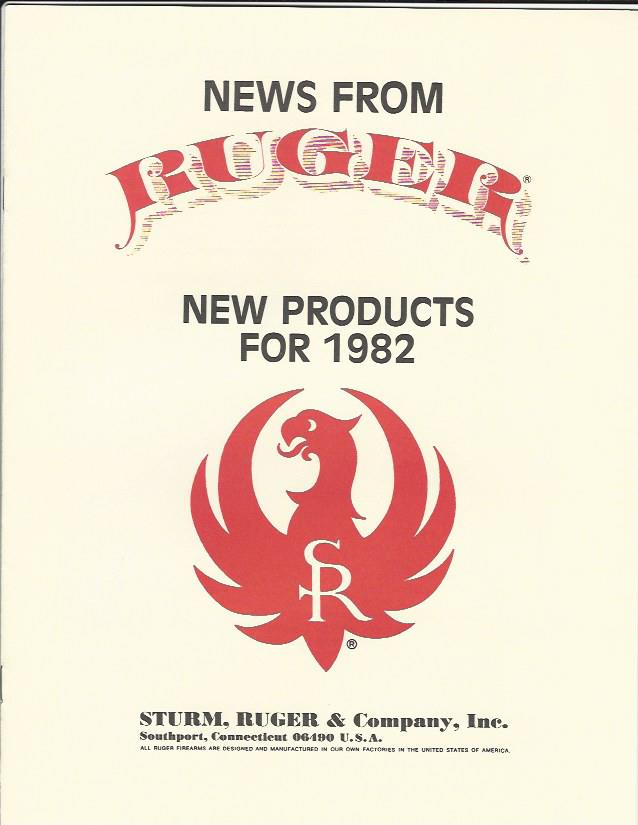 NEWS FROM
RUGER®
NEW PRODUCTS
FOR 1982
SR
®
STURM, RUGER & Company, Inc.
Southport, Connecticut 06490 U.S.A.
ALL RUGER FIREARMS ARE DESIGNED AND MANUFACTURED IN OUR OWN FACTORIES IN THE UNITED STATES OF AMERICA.